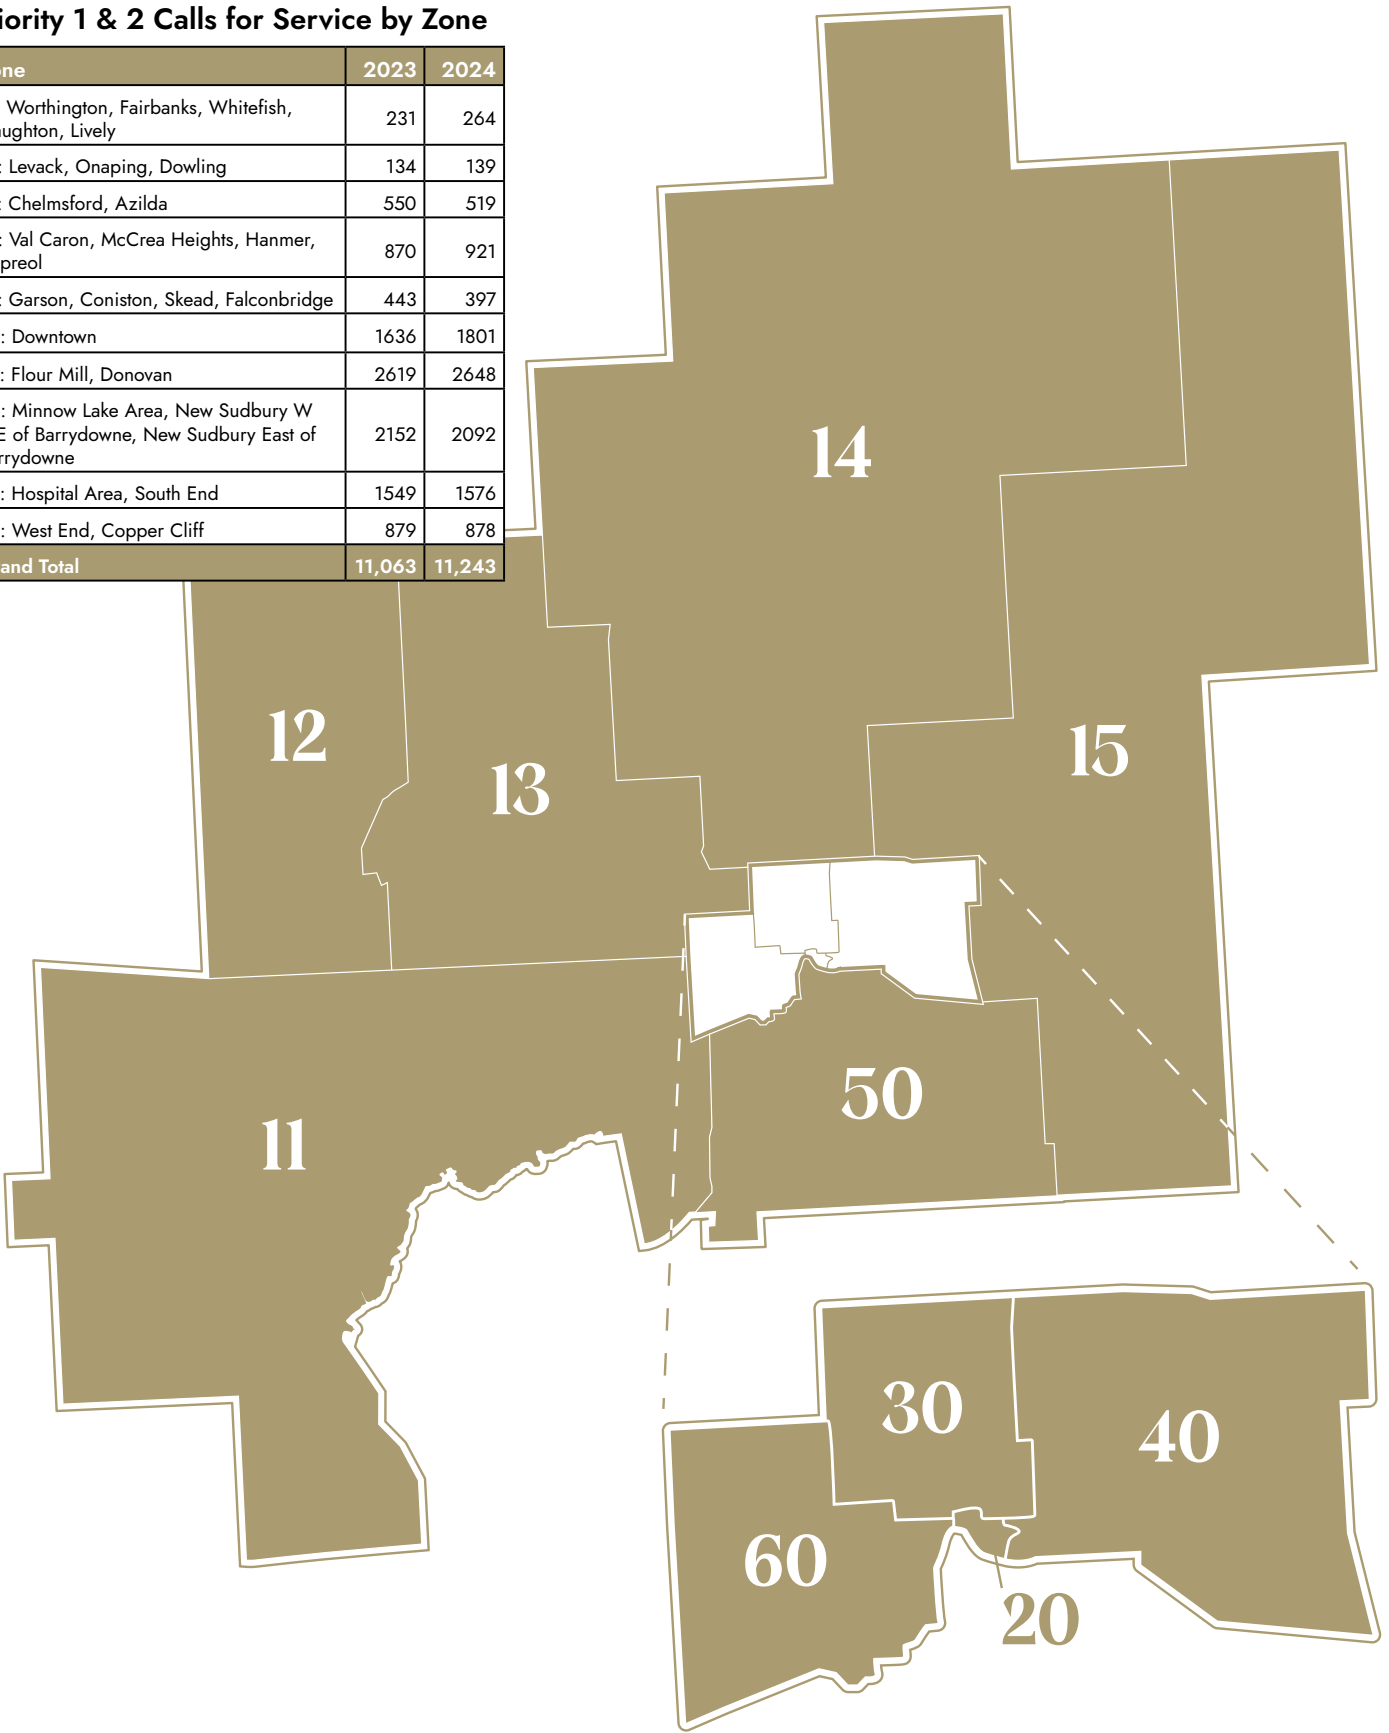 iority 1 & 2 Calls for Service by Zone
ne 2023 2024
Worthington, Fairbanks, Whitefish,
aughton, Lively 231 264
: Levack, Onaping, Dowling 134 139
: Chelmsford, Azilda 550 519
: Val Caron, McCrea Heights, Hanmer,
preol 870 921
: Garson, Coniston, Skead, Falconbridge 443 397
: Downtown 1636 1801
: Flour Mill, Donovan 2619 2648
: Minnow Lake Area, New Sudbury W
E of Barrydowne, New Sudbury East of
rrydowne 2152 2092
: Hospital Area, South End 1549 1576
: West End, Copper Cliff 879 878
and Total 11,063 11,243
14
12
13
15
50
11
30
40
60
20